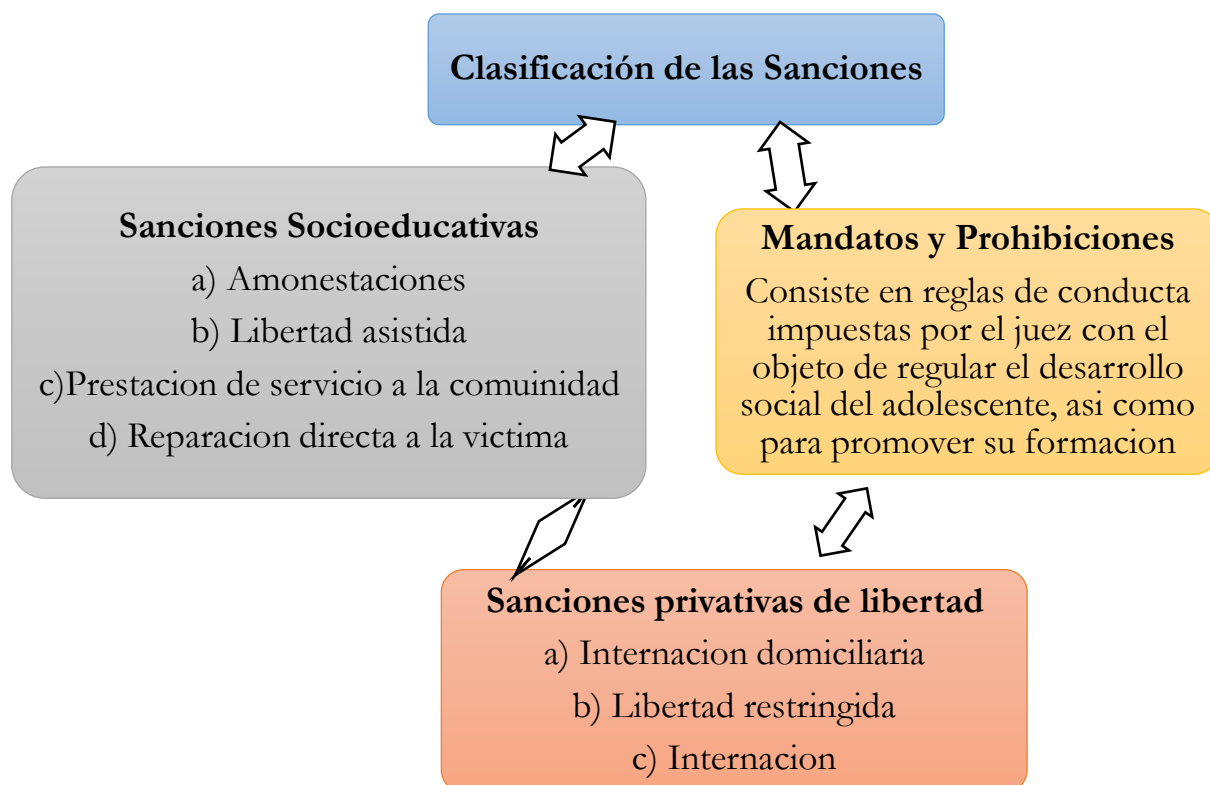 Clasificación de las Sanciones
Sanciones Socioeducativas
a) Amonestaciones
b) Libertad asistida
c)Prestacion de servicio a la comuinidad
d) Reparacion directa a la victima
Mandatos y Prohibiciones
Consiste en reglas de conducta
impuestas por el juez con el
objeto de regular el desarrollo
social del adolescente, asi como
para promover su formacion
Sanciones privativas de libertad
a) Internacion domiciliaria
b) Libertad restringida
c) Internacion